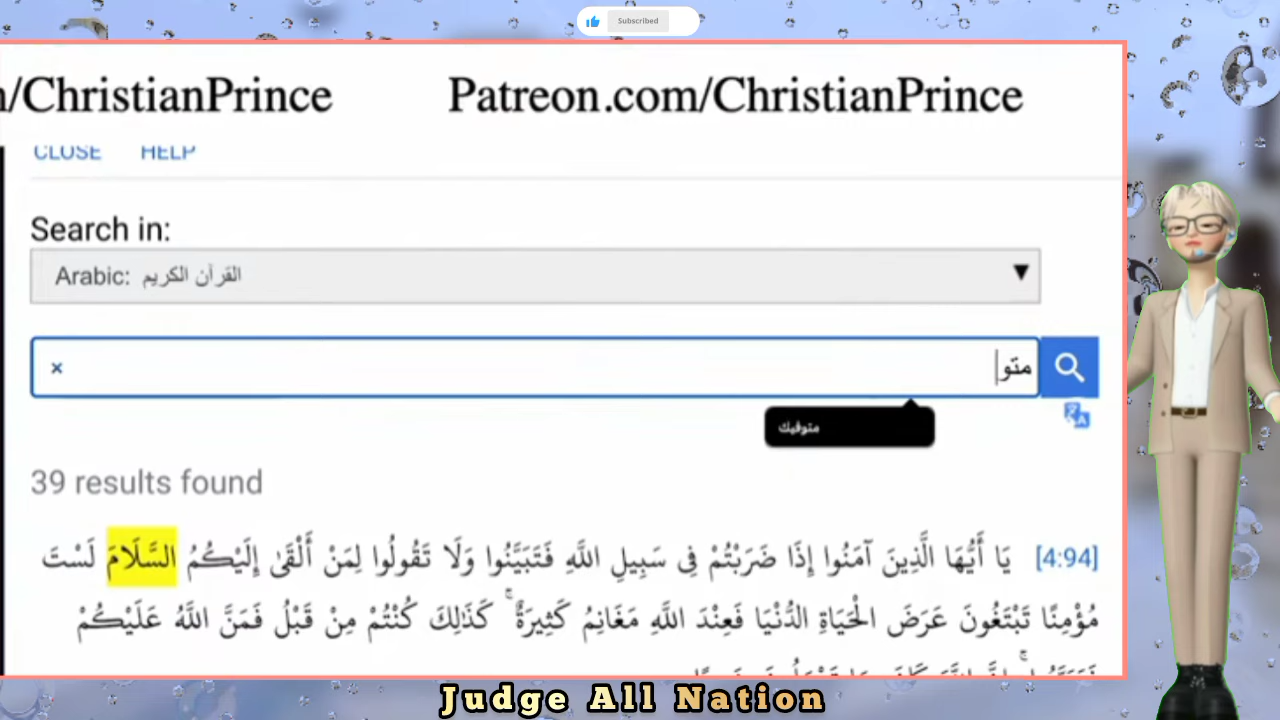 Subscribed
n/ChristianPrince Patreon.com/ChristianPrince
CLOSE HELP
Search in:
Arabic: القرآن الكريم
متو
متوفيك
39 results found
[4:94] يَا أَيُّهَا الَّذِينَ آمَنُوا إِذَا ضَرَبْتُمْ فِي سَبِيلِ اللَّهِ فَتَبَيَّنُوا وَلَا تَقُولُوا لِمَنْ أَلْقَىٰ إِلَيْكُمُ السَّلَامَ لَسْتَ
مُؤْمِنًا تَبْتَغُونَ عَرَضَ الْحَيَاةِ الدُّنْيَا فَعِنْدَ اللَّهِ مَغَانِمُ كَثِيرَةٌ ۚ كَذَٰلِكَ كُنْتُمْ مِنْ قَبْلُ فَمَنَّ اللَّهُ عَلَيْكُمْ
Judge All Nation